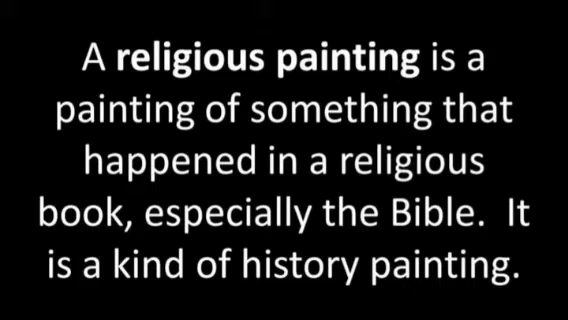 A religious painting is a
painting of something that
happened in a religious
book, especially the Bible.  It
is a kind of history painting.